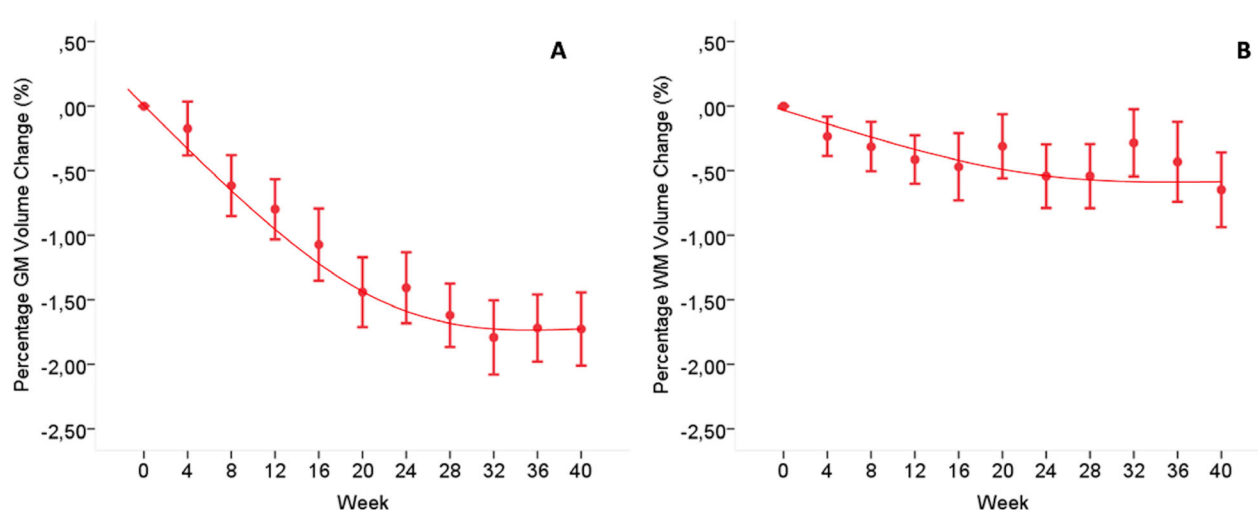 A
Percentage GM Volume Change (%)
,50
,00
-,50
-1,00
-1,50
-2,00
-2,50
0 4 8 12 16 20 24 28 32 36 40
Week
B
Percentage WM Volume Change (%)
,50
,00
-,50
-1,00
-1,50
-2,00
-2,50
0 4 8 12 16 20 24 28 32 36 40
Week